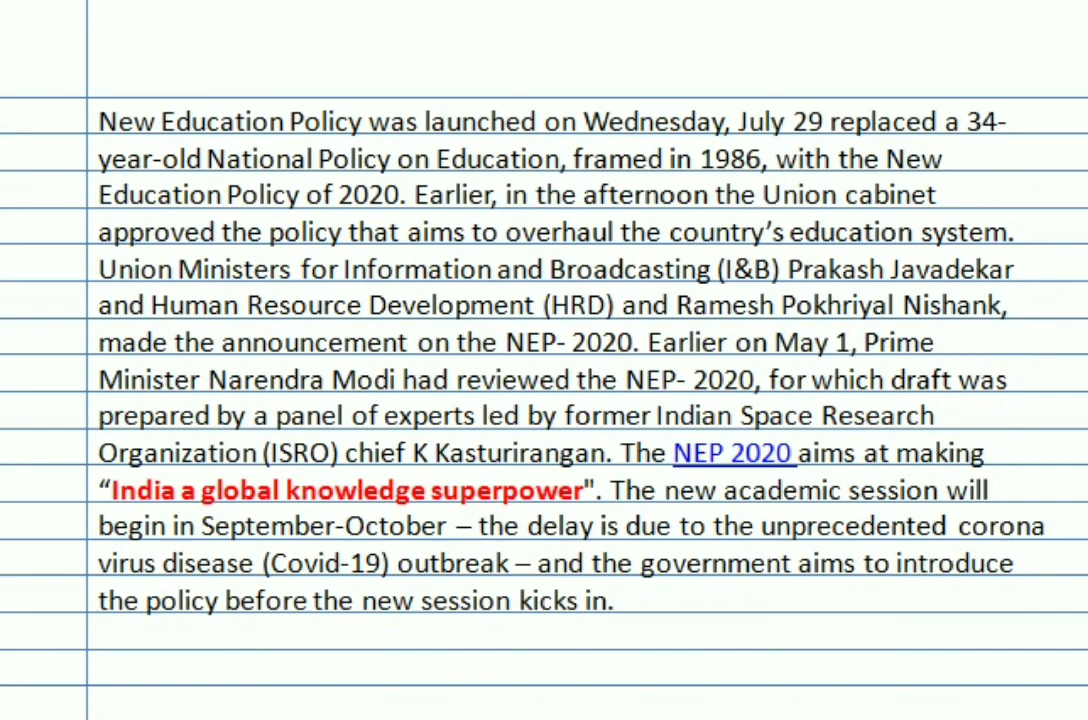 New Education Policy was launched on Wednesday, July 29 replaced a 34-
year-old National Policy on Education, framed in 1986, with the New
Education Policy of 2020. Earlier, in the afternoon the Union cabinet
approved the policy that aims to overhaul the country’s education system.
Union Ministers for Information and Broadcasting (I&B) Prakash Javadekar
and Human Resource Development (HRD) and Ramesh Pokhriyal Nishank,
made the announcement on the NEP- 2020. Earlier on May 1, Prime
Minister Narendra Modi had reviewed the NEP- 2020, for which draft was
prepared by a panel of experts led by former Indian Space Research
Organization (ISRO) chief K Kasturirangan. The NEP 2020 aims at making
“India a global knowledge superpower". The new academic session will
begin in September-October – the delay is due to the unprecedented corona
virus disease (Covid-19) outbreak – and the government aims to introduce
the policy before the new session kicks in.